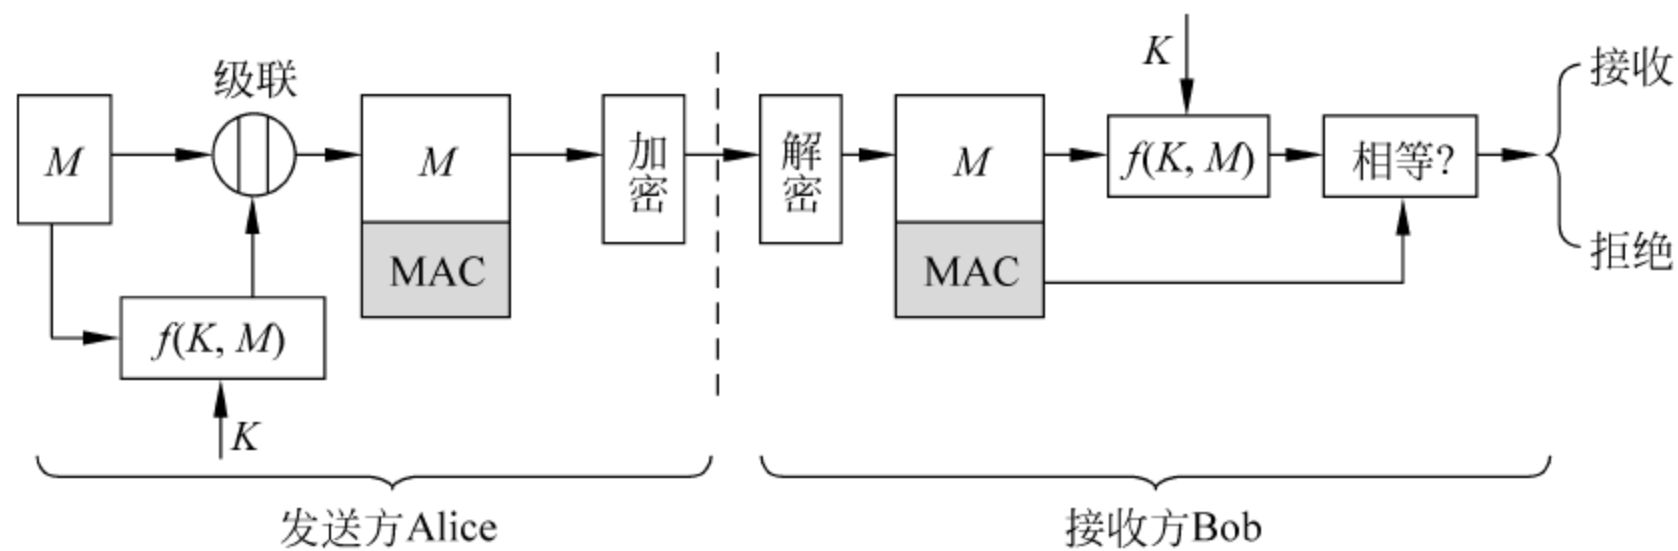 级联
M
f(K, M)
K
M
MAC
加密
发送方Alice
解密
M
MAC
K
f(K, M)
相等?
接收
拒绝
接收方Bob